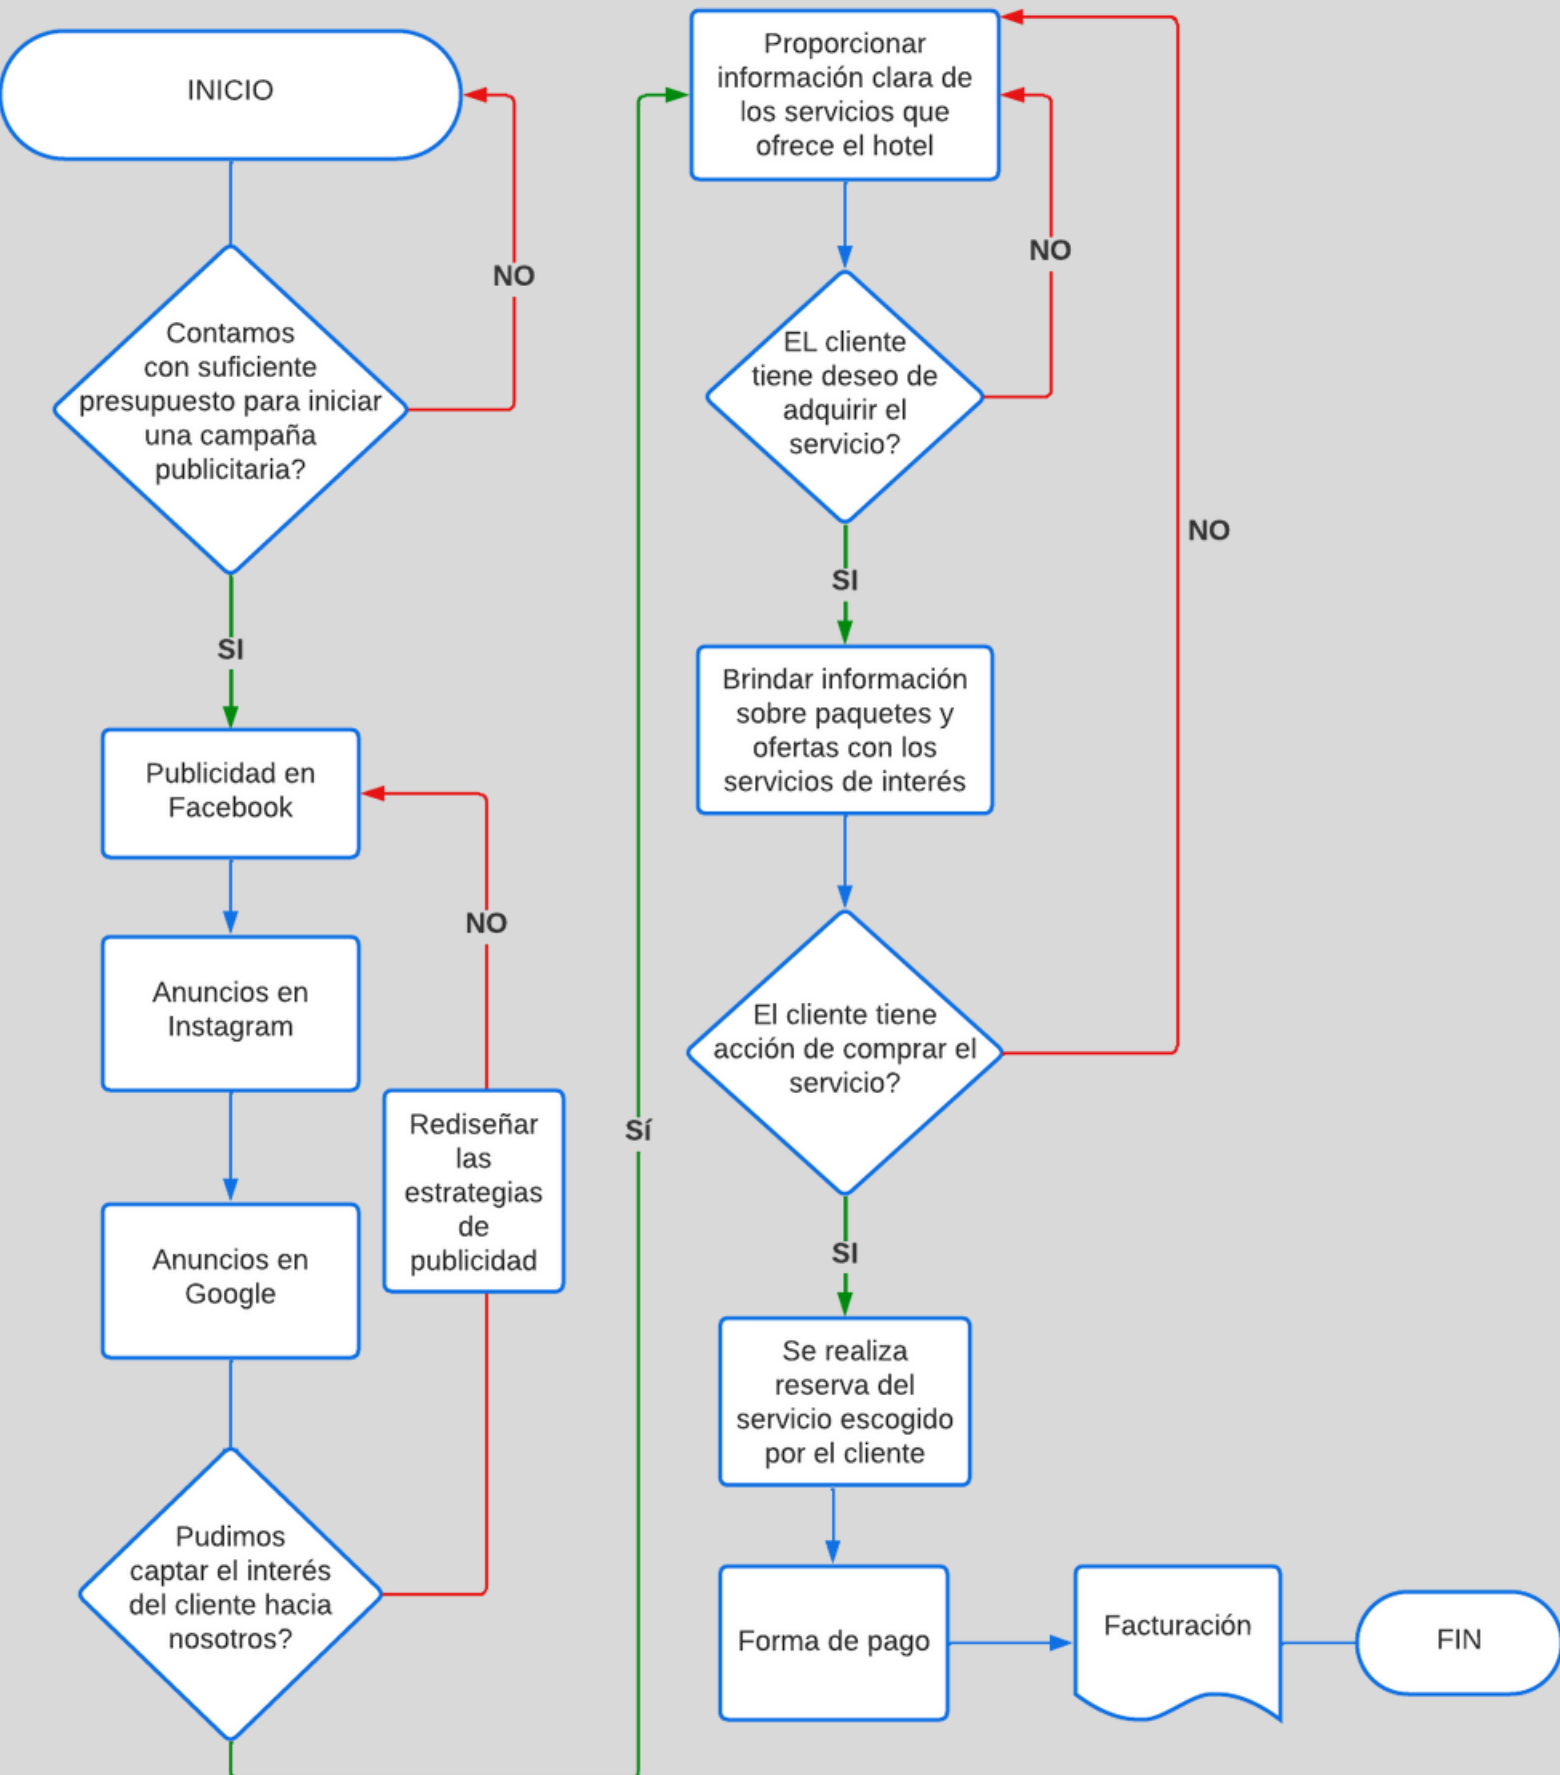 INICIO
NO
Contamos
con suficiente
presupuesto para iniciar
una campaña
publicitaria?
SI
Publicidad en
Facebook
NO
Anuncios en
Instagram
Rediseñar
las
estrategias
de
publicidad
Anuncios en
Google
Pudimos
captar el interés
del cliente hacia
nosotros?
Sí
Proporcionar
información clara de
los servicios que
ofrece el hotel
NO
EL cliente
tiene deseo de
adquirir el
servicio?
NO
SI
Brindar información
sobre paquetes y
ofertas con los
servicios de interés
El cliente tiene
acción de comprar el
servicio?
SI
Se realiza
reserva del
servicio escogido
por el cliente
Forma de pago
Facturación
FIN